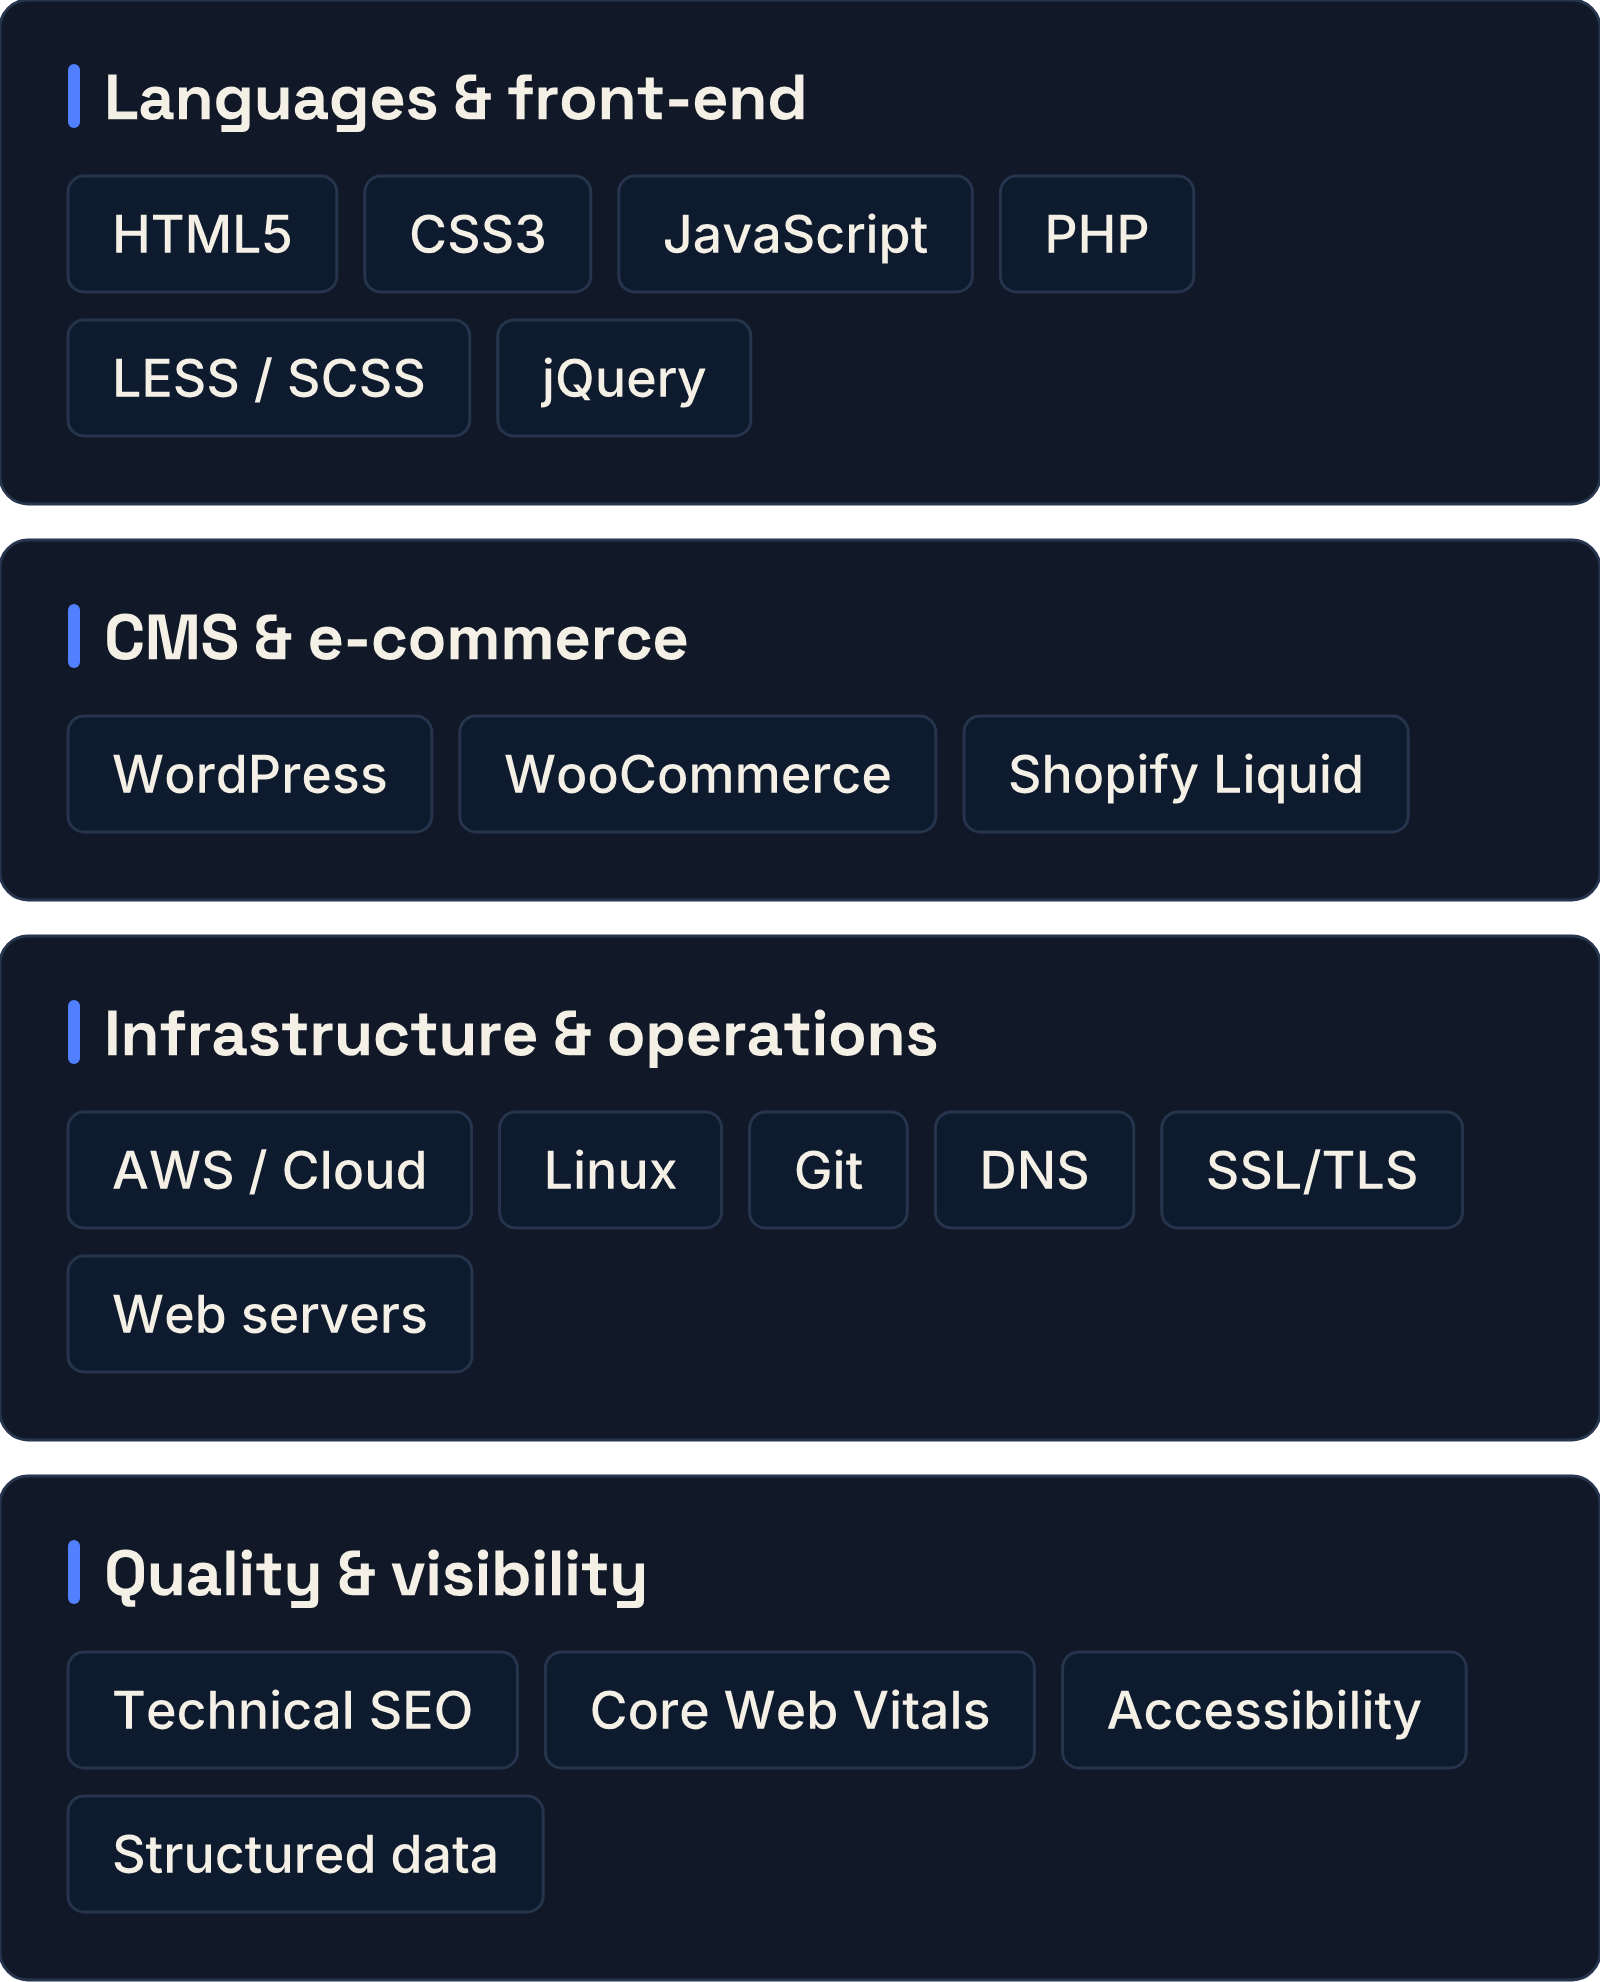 Languages & front-end
HTML5 CSS3 JavaScript PHP
LESS / SCSS jQuery
CMS & e-commerce
WordPress WooCommerce Shopify Liquid
Infrastructure & operations
AWS / Cloud Linux Git DNS SSL/TLS
Web servers
Quality & visibility
Technical SEO Core Web Vitals Accessibility
Structured data